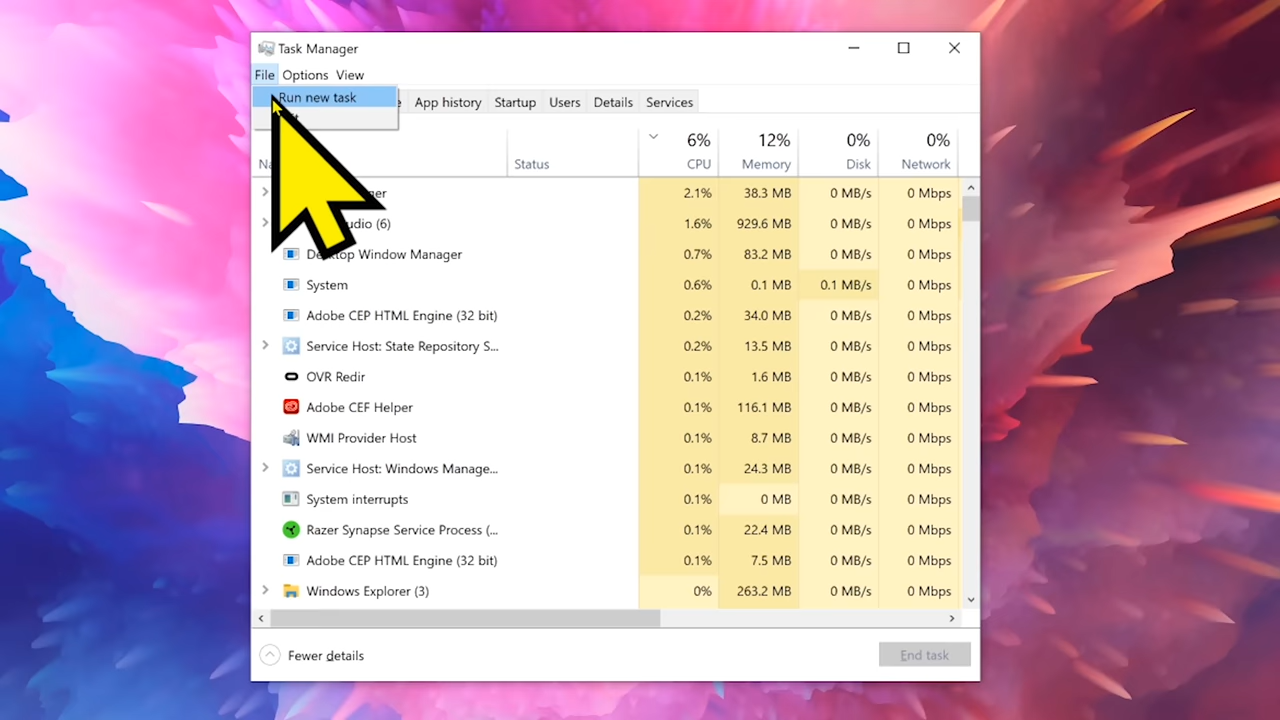 Task Manager
File Options View
Run new task
App history Startup Users Details Services
6% 12% 0% 0%
Status CPU Memory Disk Network
2.1% 38.3 MB 0 MB/s 0 Mbps
(6) 1.6% 929.6 MB 0 MB/s 0 Mbps
Desktop Window Manager 0.7% 83.2 MB 0 MB/s 0 Mbps
System 0.6% 0.1 MB 0.1 MB/s 0 Mbps
Adobe CEP HTML Engine (32 bit) 0.2% 34.0 MB 0 MB/s 0 Mbps
Service Host: State Repository S... 0.2% 13.5 MB 0 MB/s 0 Mbps
OVR Redir 0.1% 1.6 MB 0 MB/s 0 Mbps
Adobe CEF Helper 0.1% 116.1 MB 0 MB/s 0 Mbps
WMI Provider Host 0.1% 8.7 MB 0 MB/s 0 Mbps
Service Host: Windows Manage... 0.1% 24.3 MB 0 MB/s 0 Mbps
System interrupts 0.1% 0 MB 0 MB/s 0 Mbps
Razer Synapse Service Process (... 0.1% 22.4 MB 0 MB/s 0 Mbps
Adobe CEP HTML Engine (32 bit) 0.1% 7.5 MB 0 MB/s 0 Mbps
Windows Explorer (3) 0% 263.2 MB 0 MB/s 0 Mbps
Fewer details End task